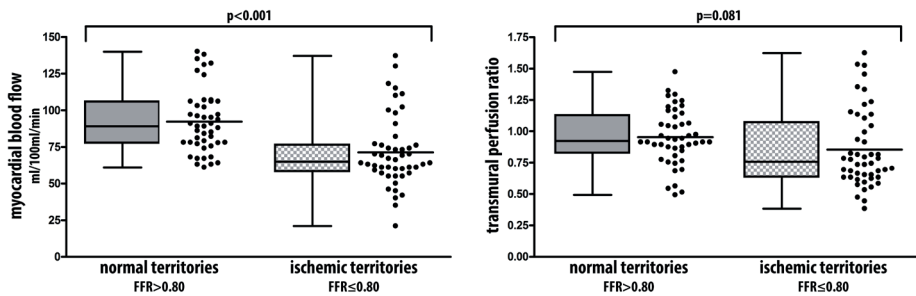 p<0.001
myocardial blood flow
ml/100ml/min
150
125
100
75
50
25
0
normal territories
FFR>0.80
ischemic territories
FFR≤0.80
p=0.081
transmural perfusion ratio
1.75
1.50
1.25
1.00
0.75
0.50
0.25
0.00
normal territories
FFR>0.80
ischemic territories
FFR≤0.80